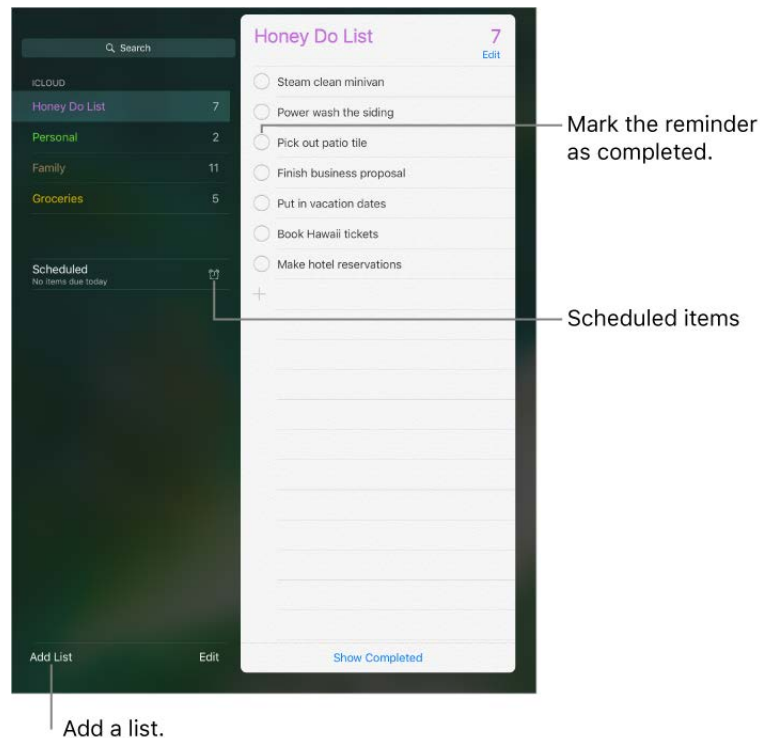 Search
ICLOUD
Honey Do List 7
Personal 2
Family 11
Groceries 5
Scheduled
No items due today
Add List Edit
Honey Do List 7
Edit
Steam clean minivan
Power wash the siding
Pick out patio tile
Finish business proposal
Put in vacation dates
Book Hawaii tickets
Make hotel reservations
Show Completed
Mark the reminder
as completed.
Scheduled items
Add a list.